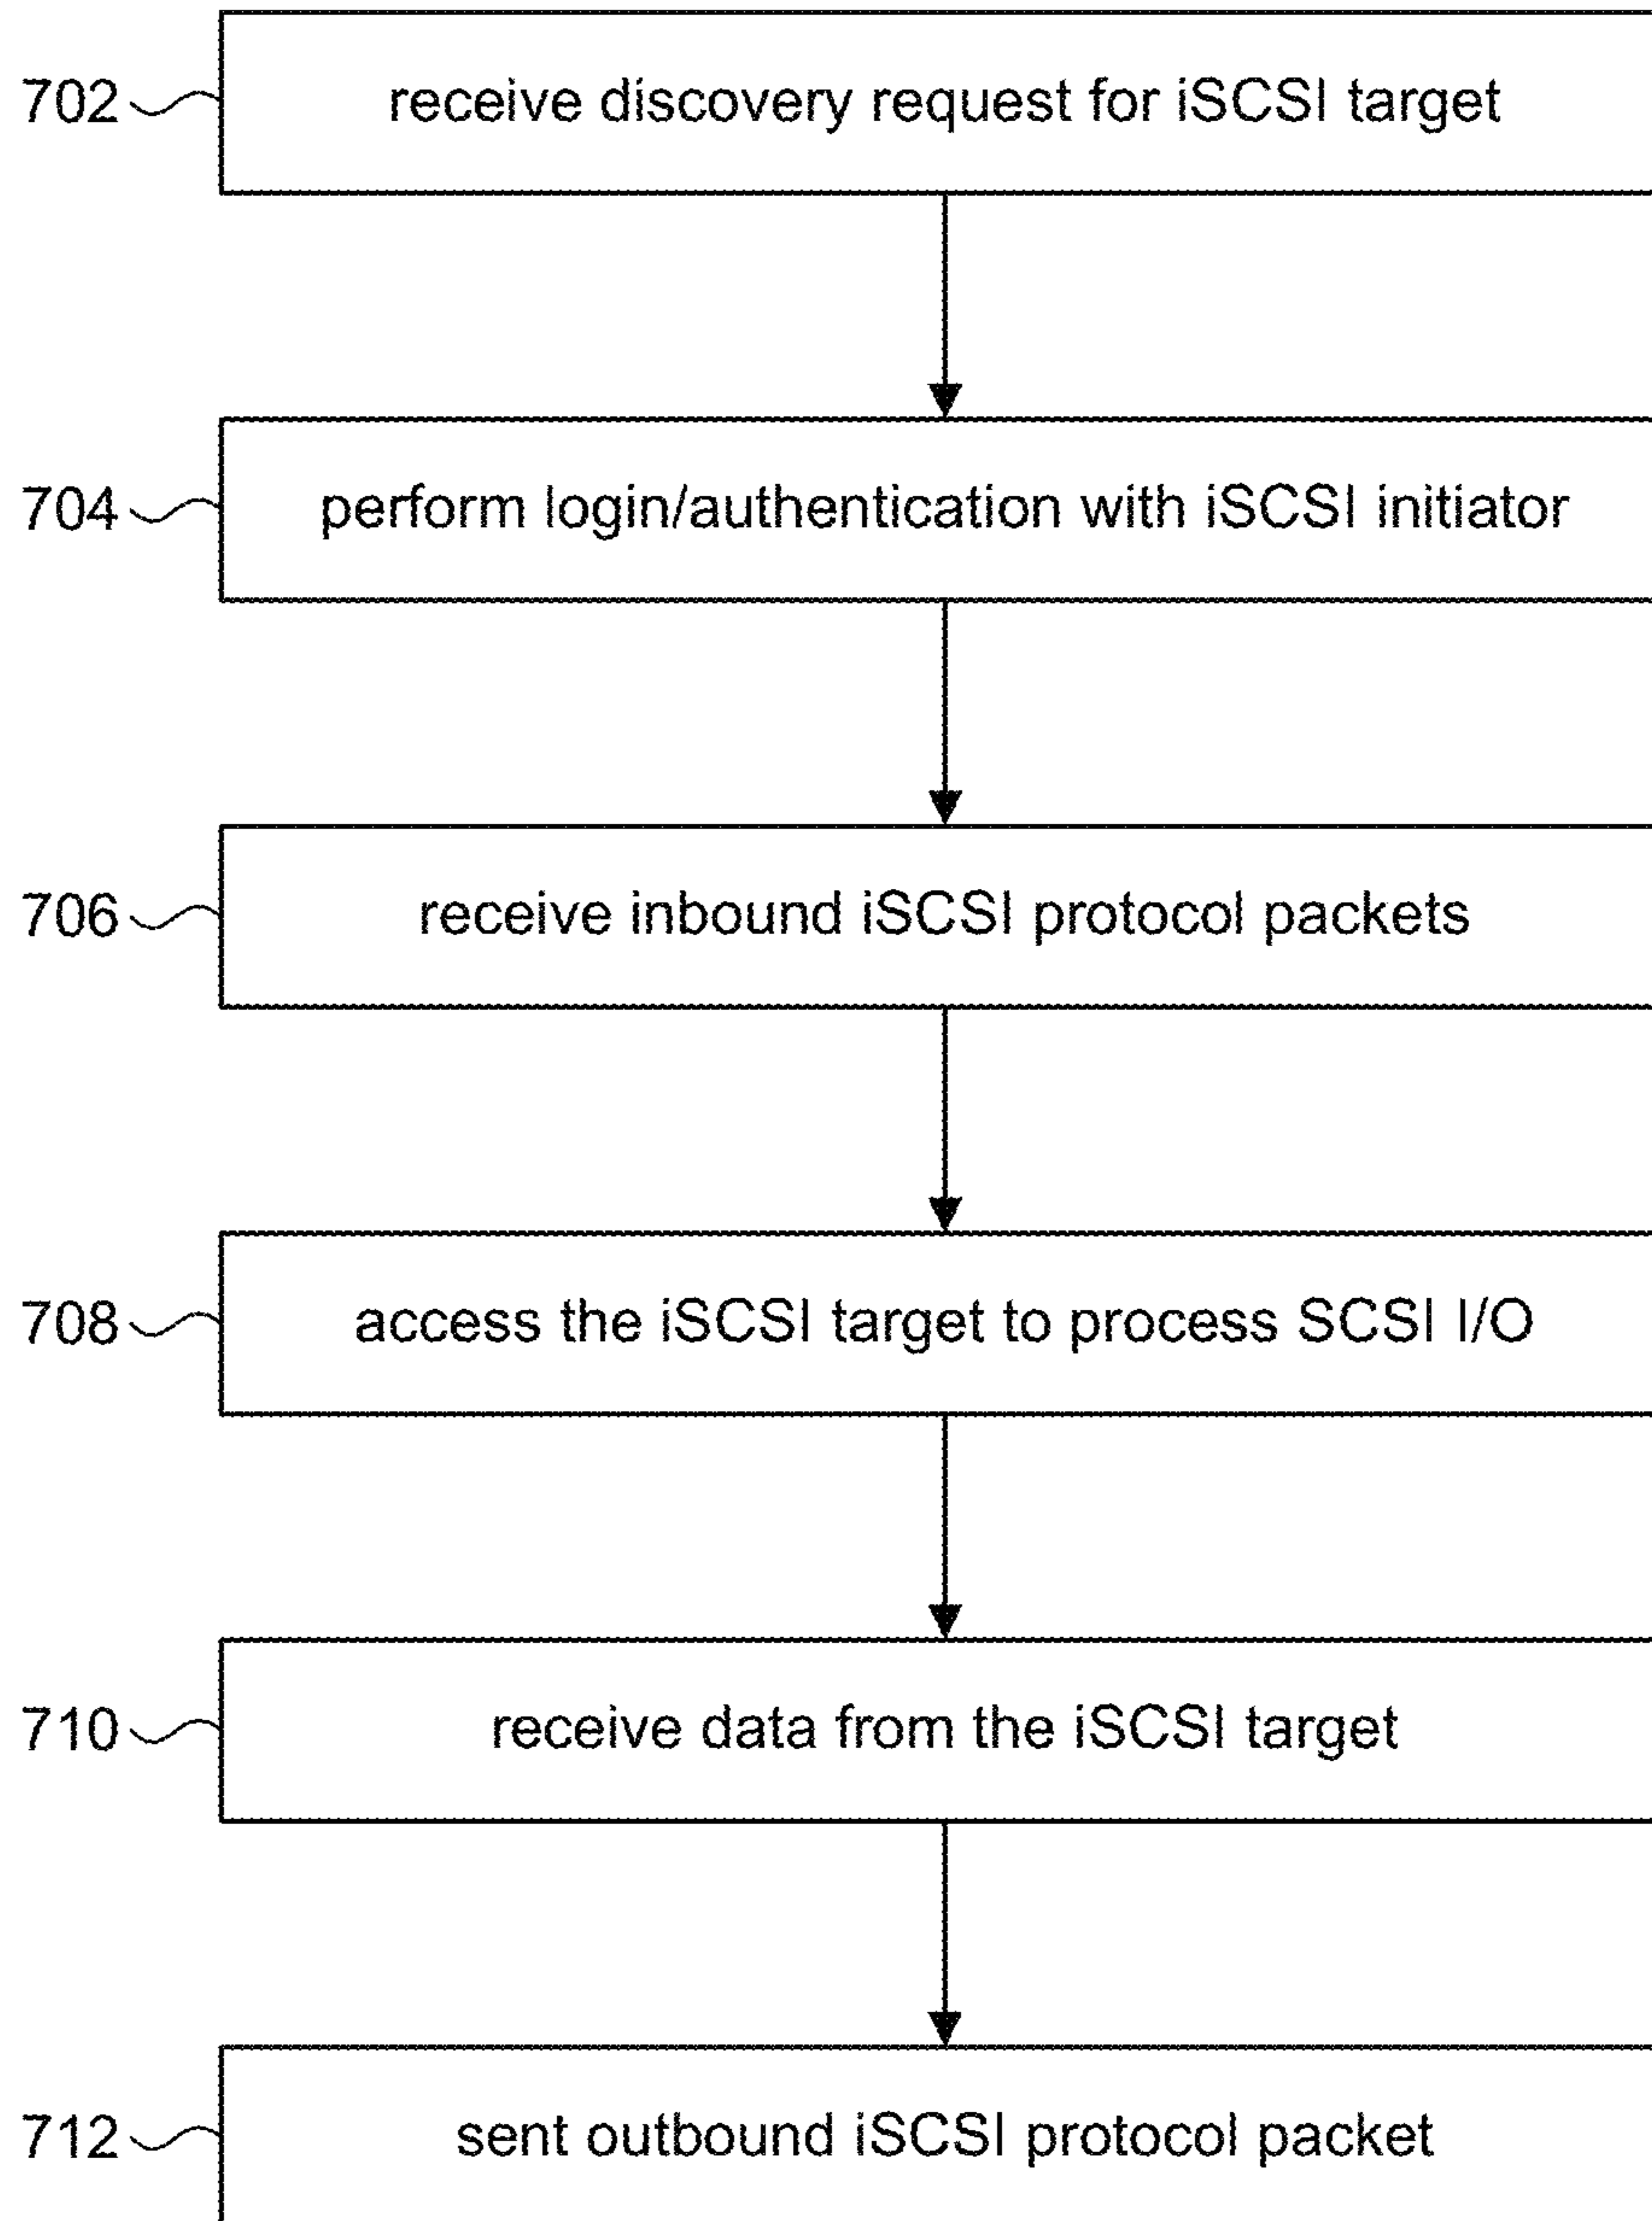 702 receive discovery request for iSCSI target
704 perform login/authentication with iSCSI initiator
706 receive inbound iSCSI protocol packets
708 access the iSCSI target to process SCSI I/O
710 receive data from the iSCSI target
712 sent outbound iSCSI protocol packet